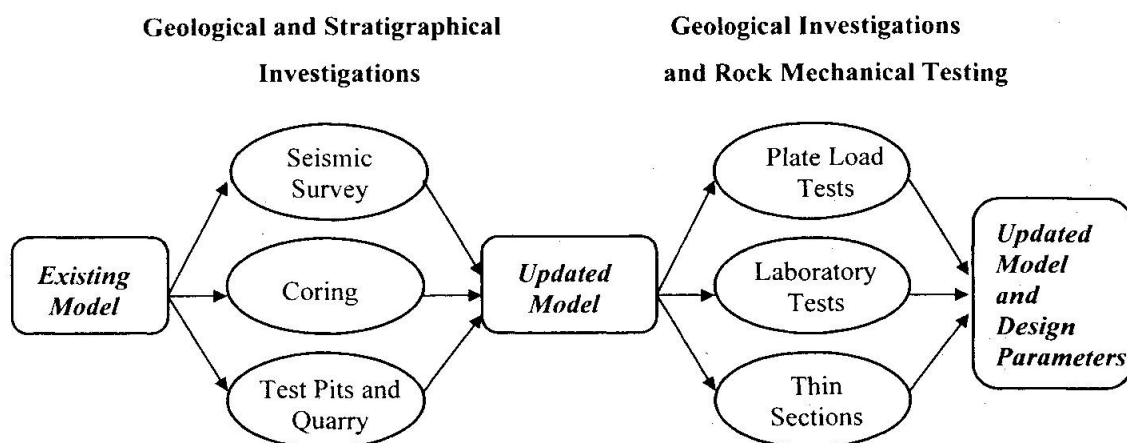 Geological and Stratigraphical
Investigations
Geological Investigations
and Rock Mechanical Testing
Existing
Model
Seismic
Survey
Coring
Test Pits and
Quarry
Updated
Model
Plate Load
Tests
Laboratory
Tests
Thin
Sections
Updated
Model
and
Design
Parameters